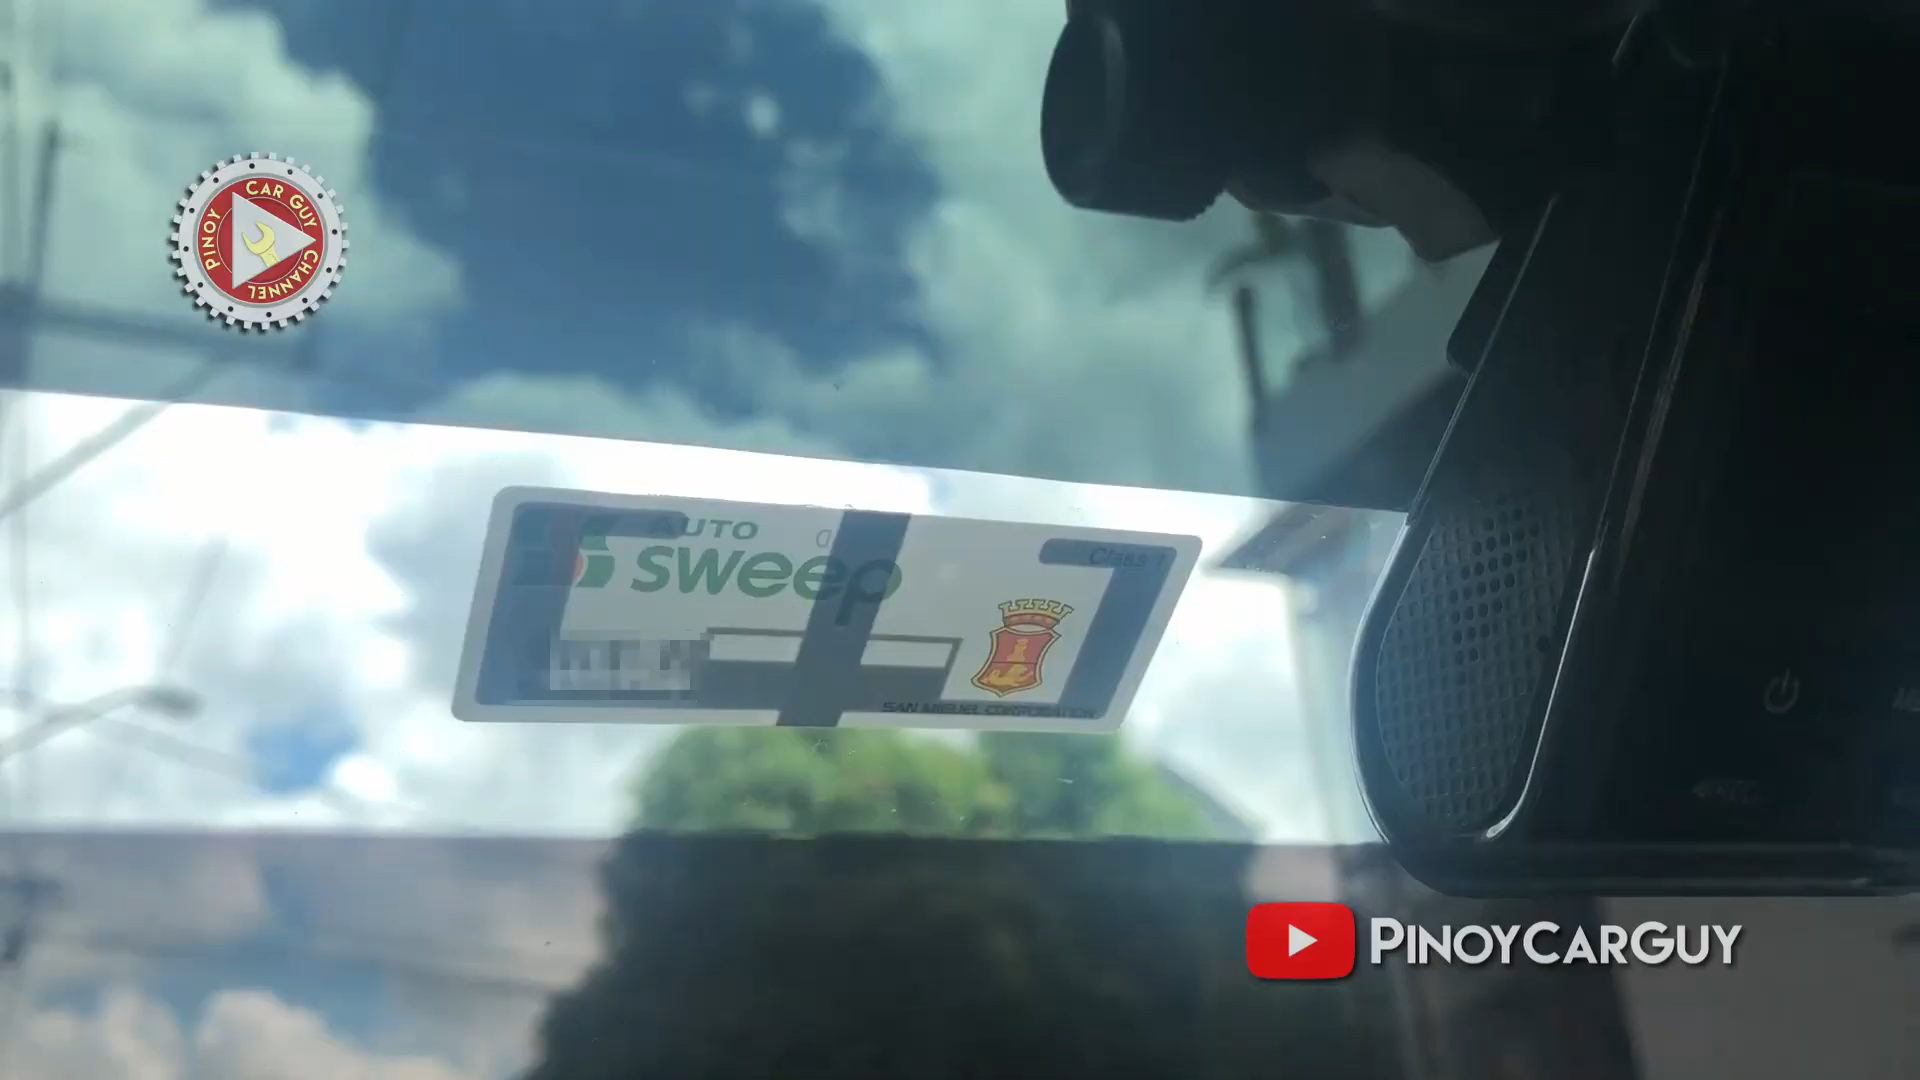 PINOY CAR GUY CHANNEL
AUTO
SWEEP
Class 1
SAN MIGUEL CORPORATION
PINOYCARGUY